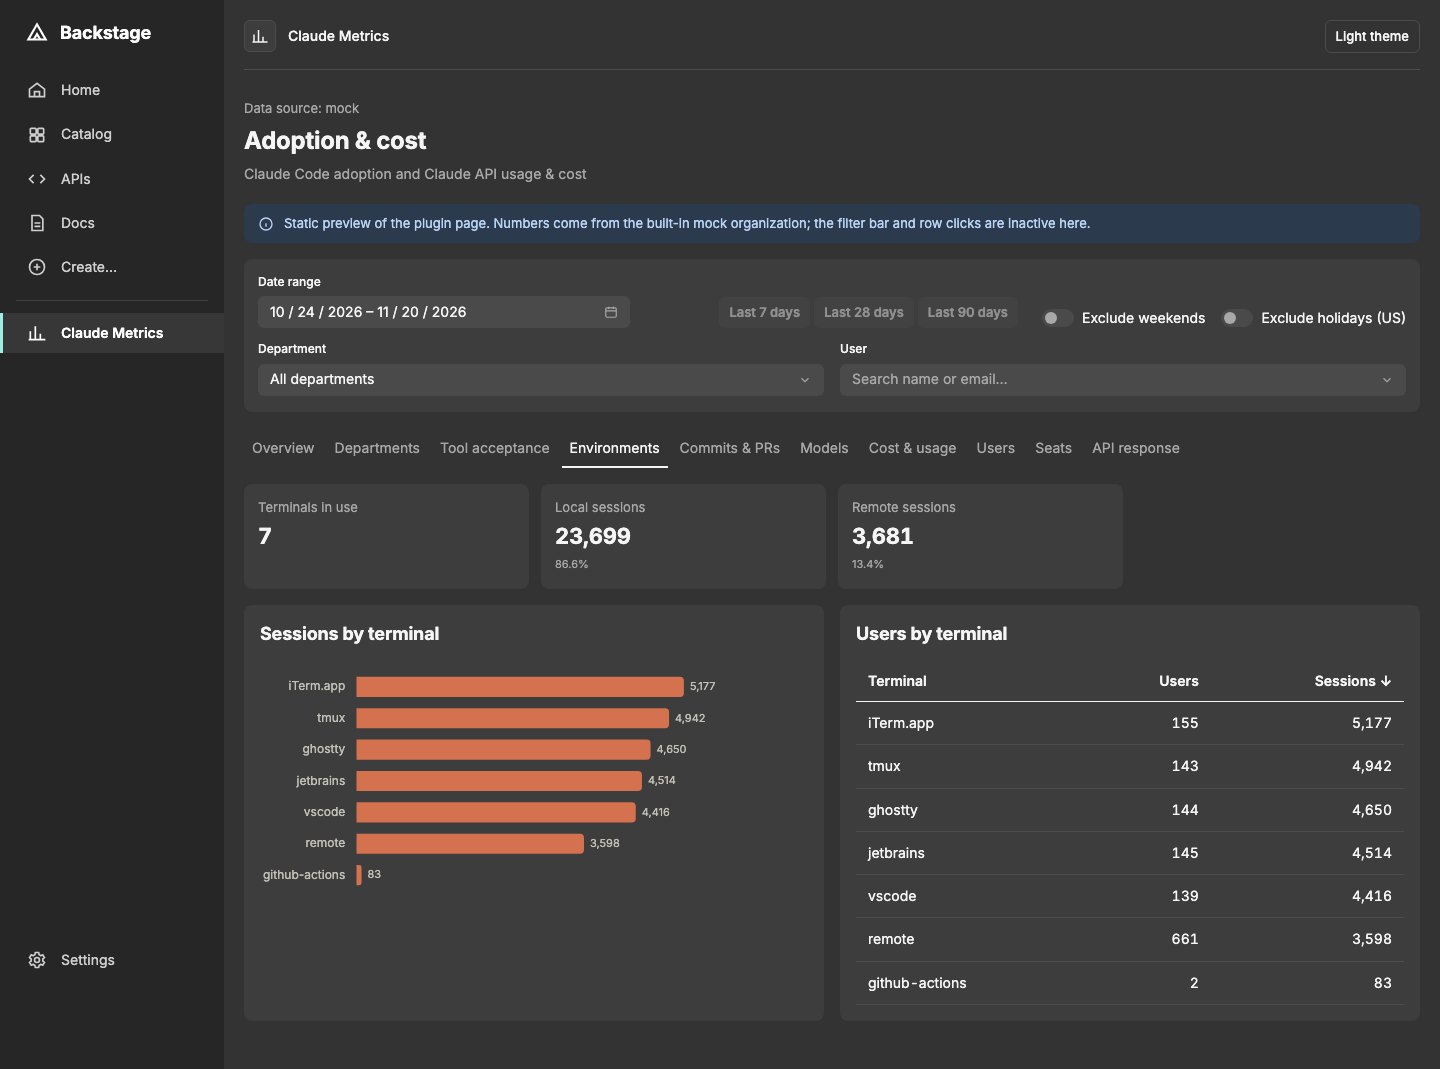 Backstage
Home
Catalog
APIs
Docs
Create...
Claude Metrics
Settings
Claude Metrics
Light theme
Data source: mock
Adoption & cost
Claude Code adoption and Claude API usage & cost
Static preview of the plugin page. Numbers come from the built-in mock organization; the filter bar and row clicks are inactive here.
Date range
10 / 24 / 2026 – 11 / 20 / 2026
Last 7 days Last 28 days Last 90 days
Exclude weekends Exclude holidays (US)
Department User
All departments Search name or email...
Overview Departments Tool acceptance Environments Commits & PRs Models Cost & usage Users Seats API response
Terminals in use
7
Local sessions
23,699
86.6%
Remote sessions
3,681
13.4%
Sessions by terminal
iTerm.app 5,177
tmux 4,942
ghostty 4,650
jetbrains 4,514
vscode 4,416
remote 3,598
github-actions 83
Users by terminal
Terminal Users Sessions ↓
iTerm.app 155 5,177
tmux 143 4,942
ghostty 144 4,650
jetbrains 145 4,514
vscode 139 4,416
remote 661 3,598
github-actions 2 83